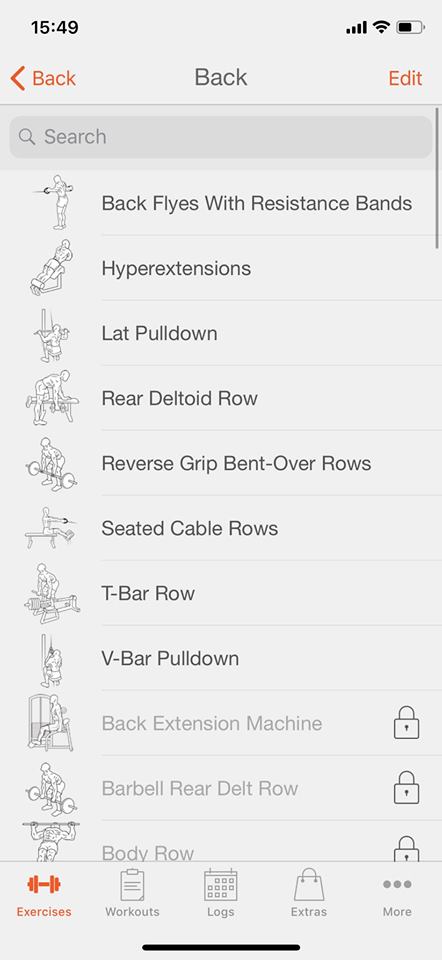 15:49
Back
Back
Edit
Search
Back Flyes With Resistance Bands
Hyperextensions
Lat Pulldown
Rear Deltoid Row
Reverse Grip Bent-Over Rows
Seated Cable Rows
T-Bar Row
V-Bar Pulldown
Back Extension Machine
Barbell Rear Delt Row
Body Row
Exercises
Workouts
Logs
Extras
More